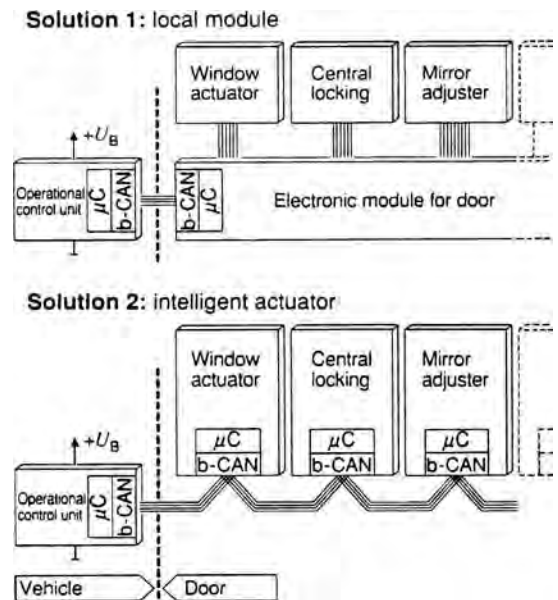 Solution 1: local module
Window
actuator
Central
locking
Mirror
adjuster
+U_B
Operational
control unit
µC
b-CAN
b-CAN
µC
Electronic module for door
Solution 2: intelligent actuator
Window
actuator
Central
locking
Mirror
adjuster
µC
b-CAN
µC
b-CAN
µC
b-CAN
+U_B
Operational
control unit
µC
b-CAN
Vehicle
Door